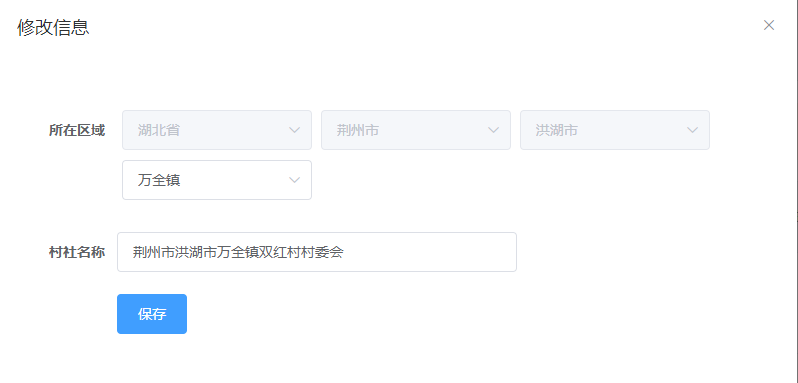 修改信息
所在区域 湖北省 荆州市 洪湖市
万全镇
村社名称 荆州市洪湖市万全镇双红村村委会
保存